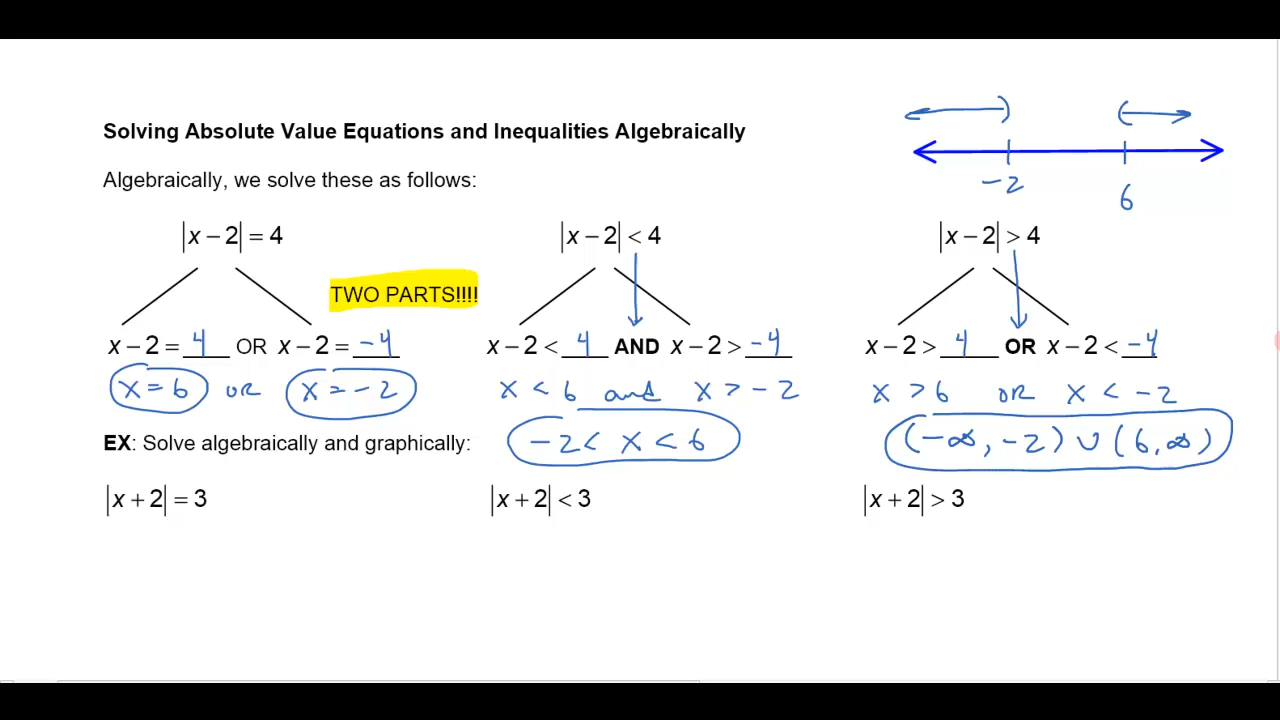 Solving Absolute Value Equations and Inequalities Algebraically
-2 6
Algebraically, we solve these as follows:
|x − 2| = 4 |x − 2| < 4 |x − 2| > 4
TWO PARTS!!!!
x − 2 = 4 OR x − 2 = -4 x − 2 < 4 AND x − 2 > -4 x − 2 > 4 OR x − 2 < -4
x = 6 OR x = -2 x < 6 and x > -2 x > 6 OR x < -2
EX: Solve algebraically and graphically: -2 < x < 6 (-∞, -2) ∪ (6, ∞)
|x + 2| = 3 |x + 2| < 3 |x + 2| > 3